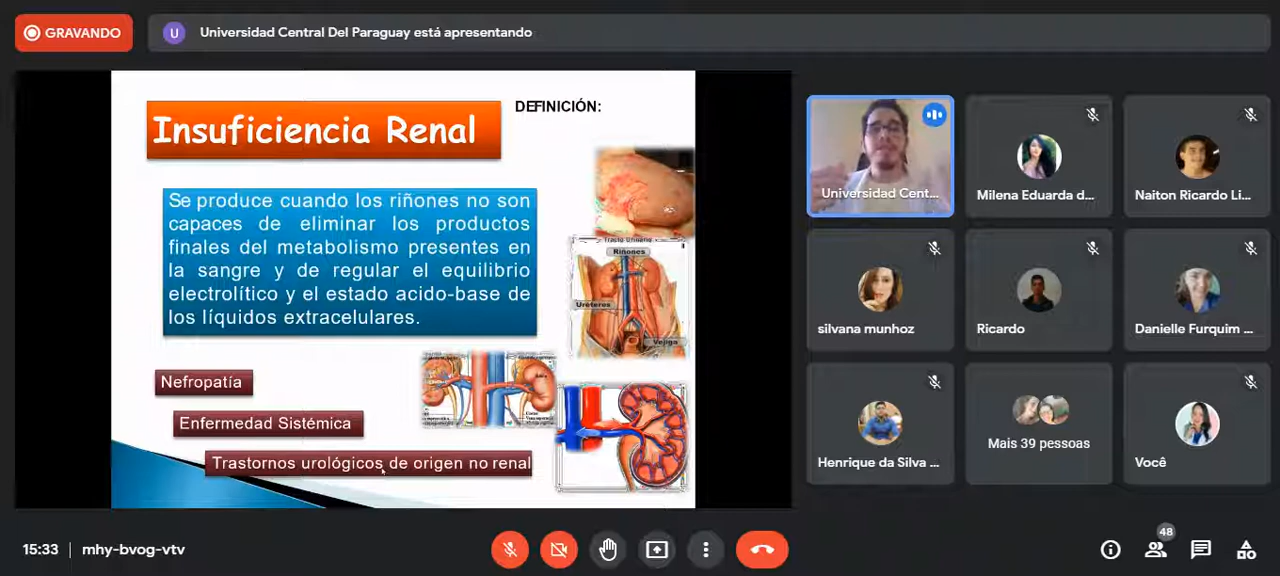 GRAVANDO
U
Universidad Central Del Paraguay está apresentando
Insuficiencia Renal
DEFINICIÓN:
Se produce cuando los riñones no son
capaces de eliminar los productos
finales del metabolismo presentes en
la sangre y de regular el equilibrio
electrolítico y el estado acido-base de
los líquidos extracelulares.
Tracto Urinario
Riñones
Uréteres
Vejiga
Nefropatía
Enfermedad Sistémica
Trastornos urológicos de origen no renal
Universidad Cent...
Milena Eduarda d...
Naiton Ricardo Li...
silvana munhoz
Ricardo
Danielle Furquim ...
Henrique da Silva ...
Mais 39 pessoas
Você
15:33 | mhy-bvog-vtv
48